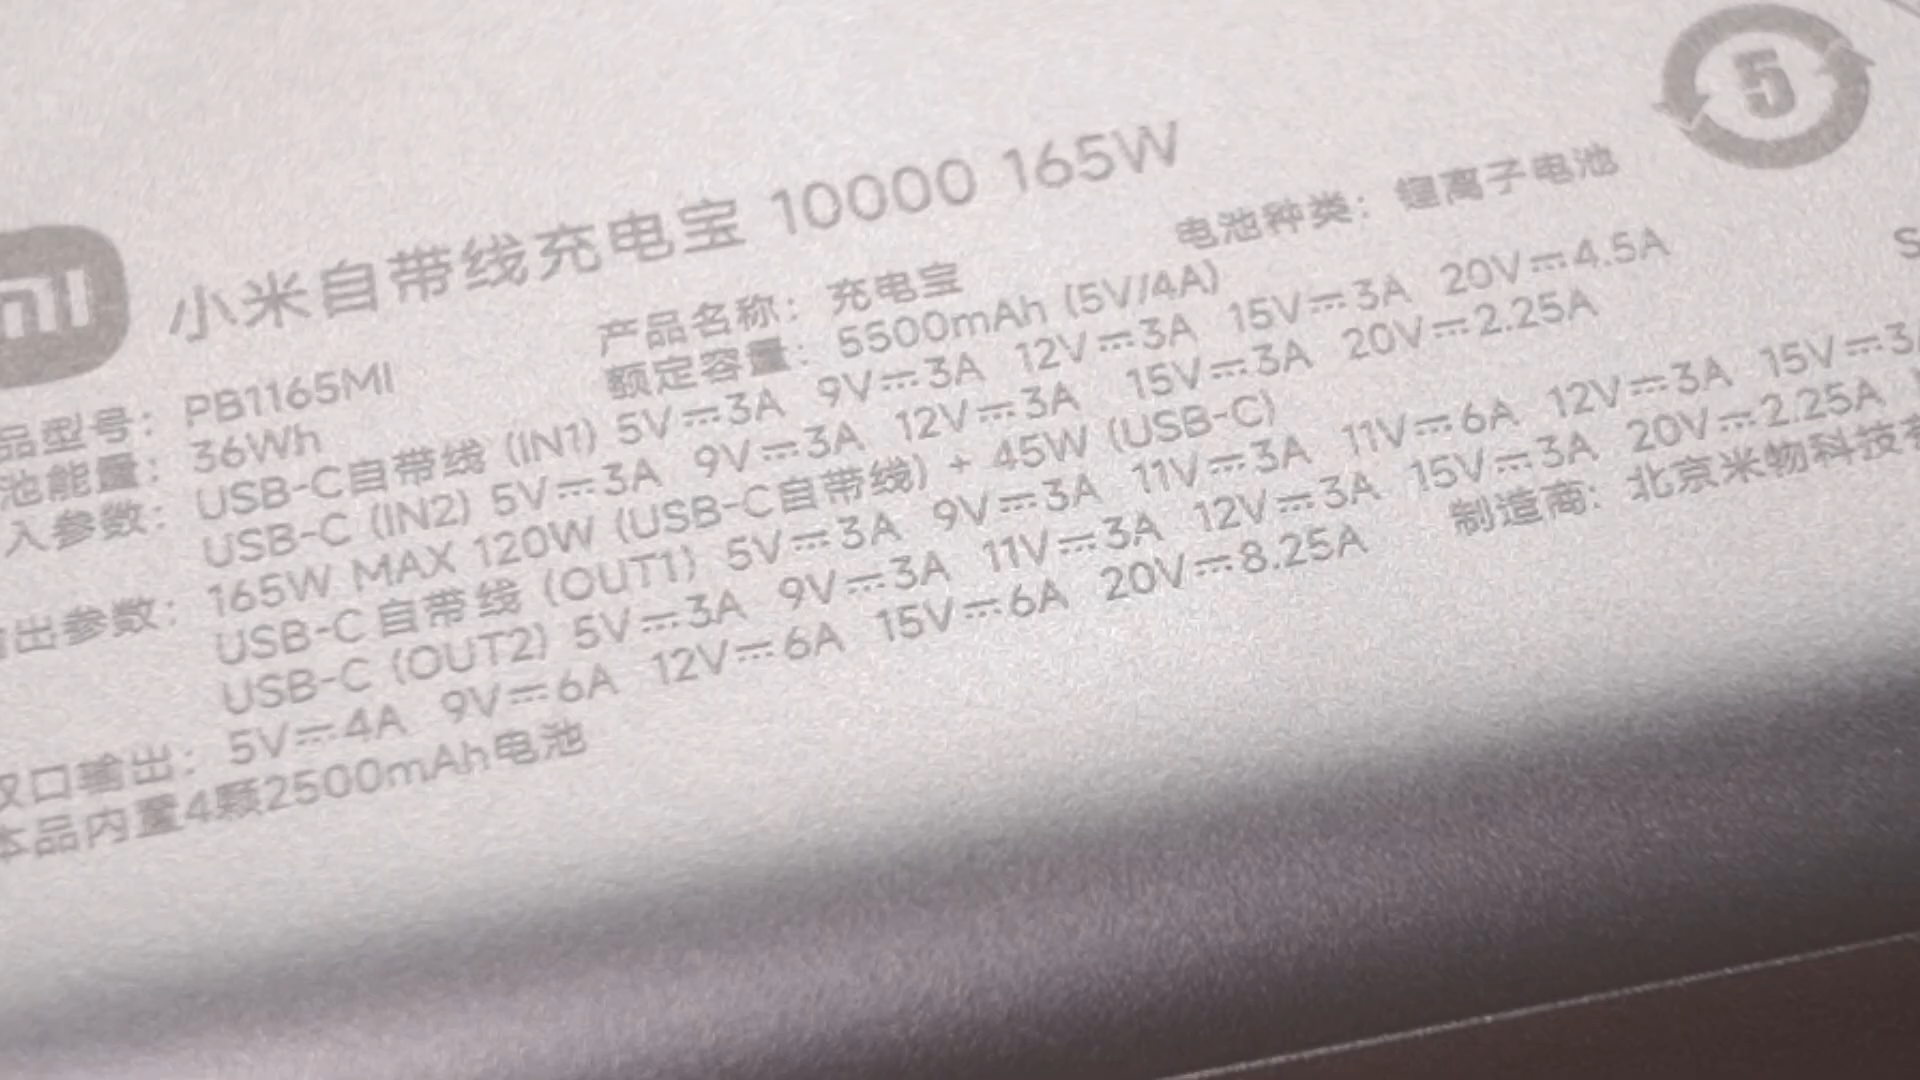 5
小米自带线充电宝 10000 165W
mi
品型号：PB1165MI 产品名称：充电宝 电池种类：锂离子电池
池能量：36Wh 额定容量：5500mAh (5V/4A)
入参数：USB-C自带线 (IN1) 5V⎓3A 9V⎓3A 12V⎓3A 15V⎓3A 20V⎓4.5A
USB-C (IN2) 5V⎓3A 9V⎓3A 12V⎓3A 15V⎓3A 20V⎓2.25A
出参数：165W MAX 120W (USB-C自带线) + 45W (USB-C)
USB-C自带线 (OUT1) 5V⎓3A 9V⎓3A 11V⎓3A 11V⎓6A 12V⎓3A 15V⎓3
USB-C (OUT2) 5V⎓3A 9V⎓3A 11V⎓3A 12V⎓3A 15V⎓3A 20V⎓2.25A
口输出：5V⎓4A 9V⎓6A 12V⎓6A 15V⎓6A 20V⎓8.25A 制造商：北京米物科技
本品内置4颗2500mAh电池